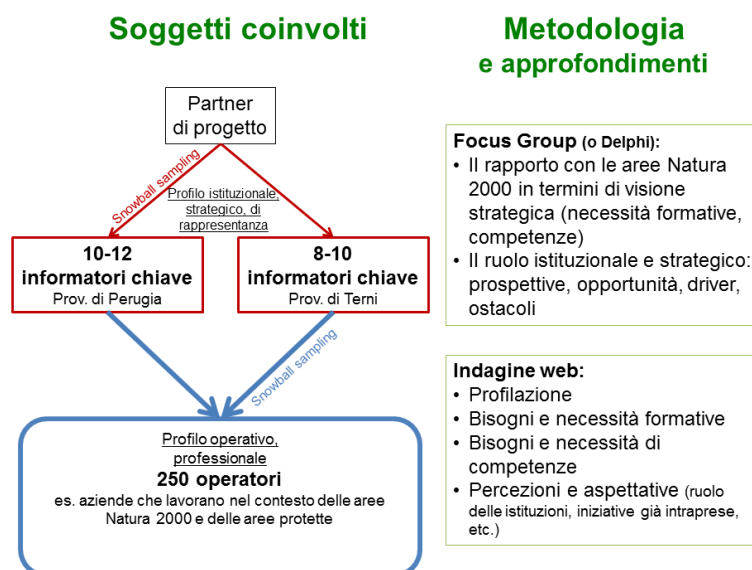 Soggetti coinvolti
Partner
di progetto
Snowball sampling
Profilo istituzionale,
strategico, di
rappresentanza
10-12
informatori chiave
Prov. di Perugia
8-10
informatori chiave
Prov. di Terni
Snowball sampling
Profilo operativo,
professionale
250 operatori
es. aziende che lavorano nel contesto delle aree
Natura 2000 e delle aree protette
Metodologia
e approfondimenti
Focus Group (o Delphi):
• Il rapporto con le aree Natura
2000 in termini di visione
strategica (necessità formative,
competenze)
• Il ruolo istituzionale e strategico:
prospettive, opportunità, driver,
ostacoli
Indagine web:
• Profilazione
• Bisogni e necessità formative
• Bisogni e necessità di
competenze
• Percezioni e aspettative (ruolo
delle istituzioni, iniziative già intraprese,
etc.)